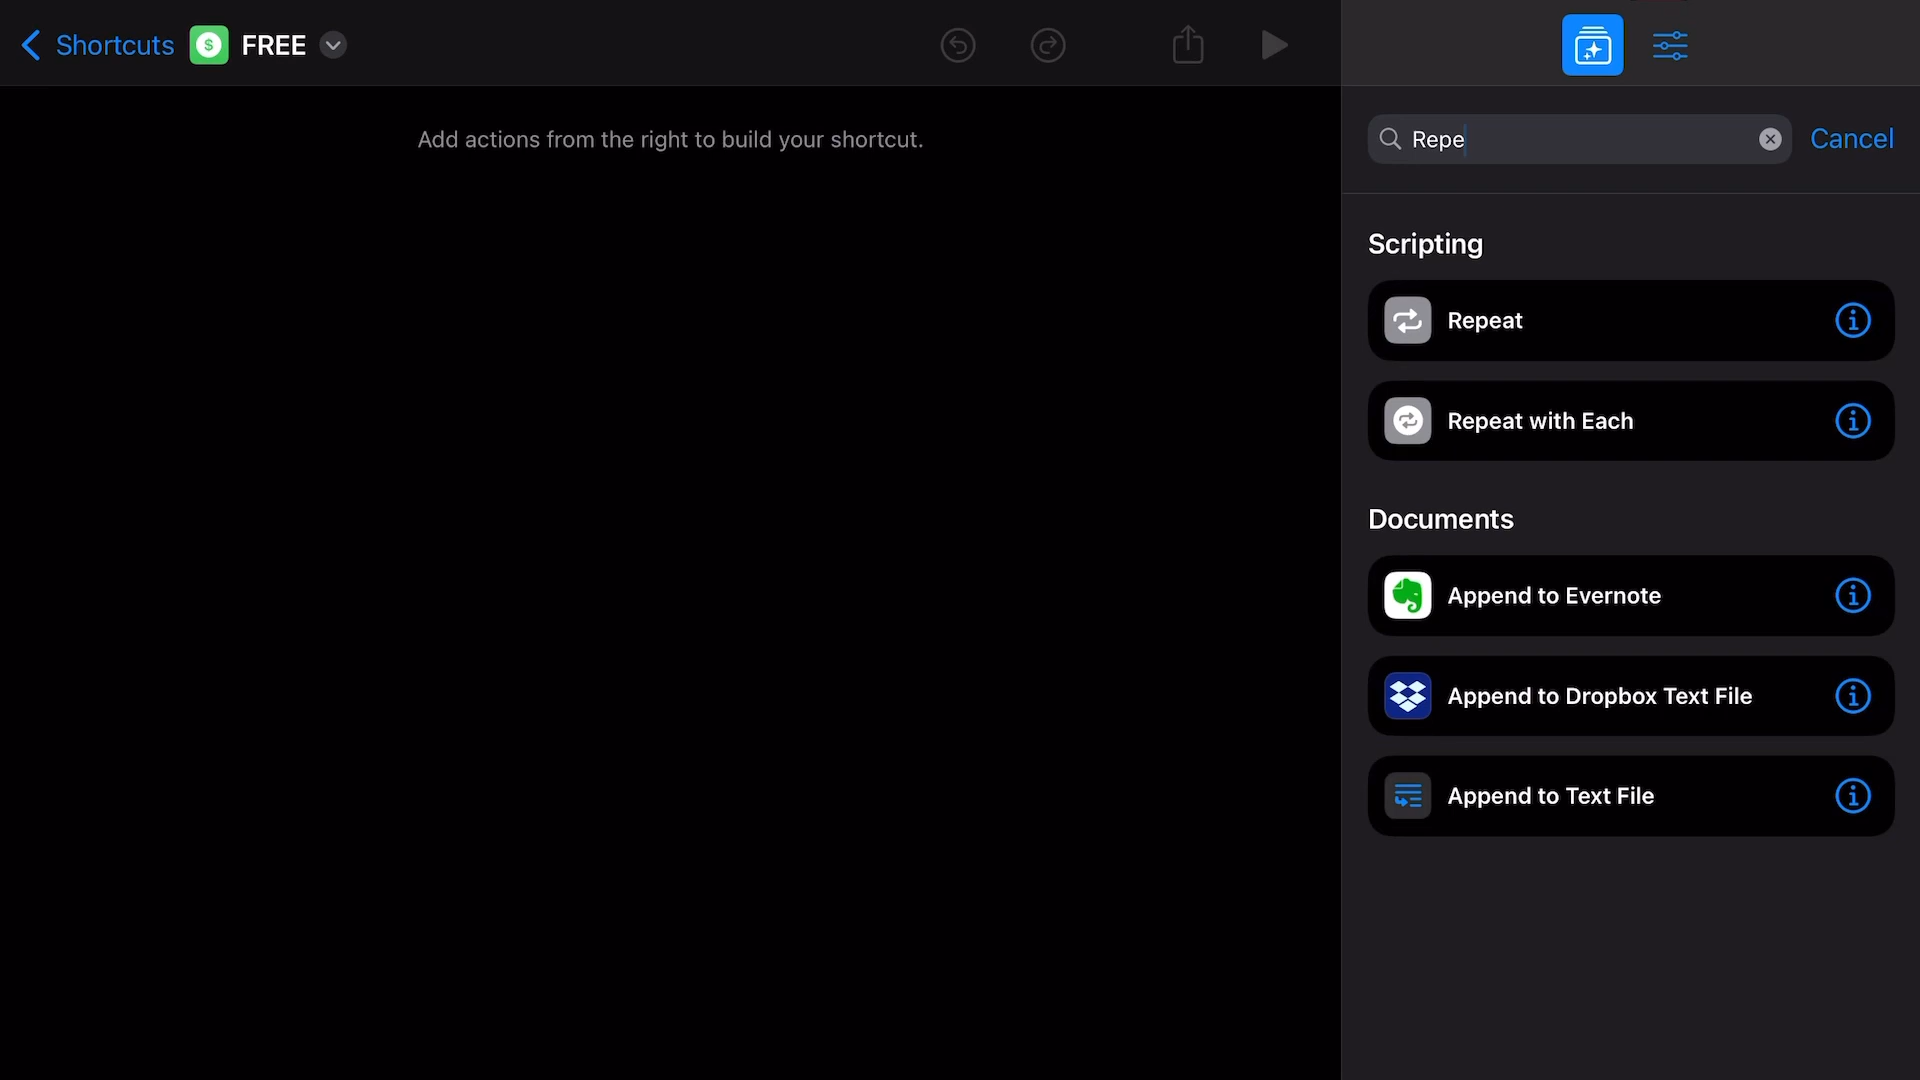 Shortcuts
$
FREE
Add actions from the right to build your shortcut.
Repe
Cancel
Scripting
Repeat
Repeat with Each
Documents
Append to Evernote
Append to Dropbox Text File
Append to Text File